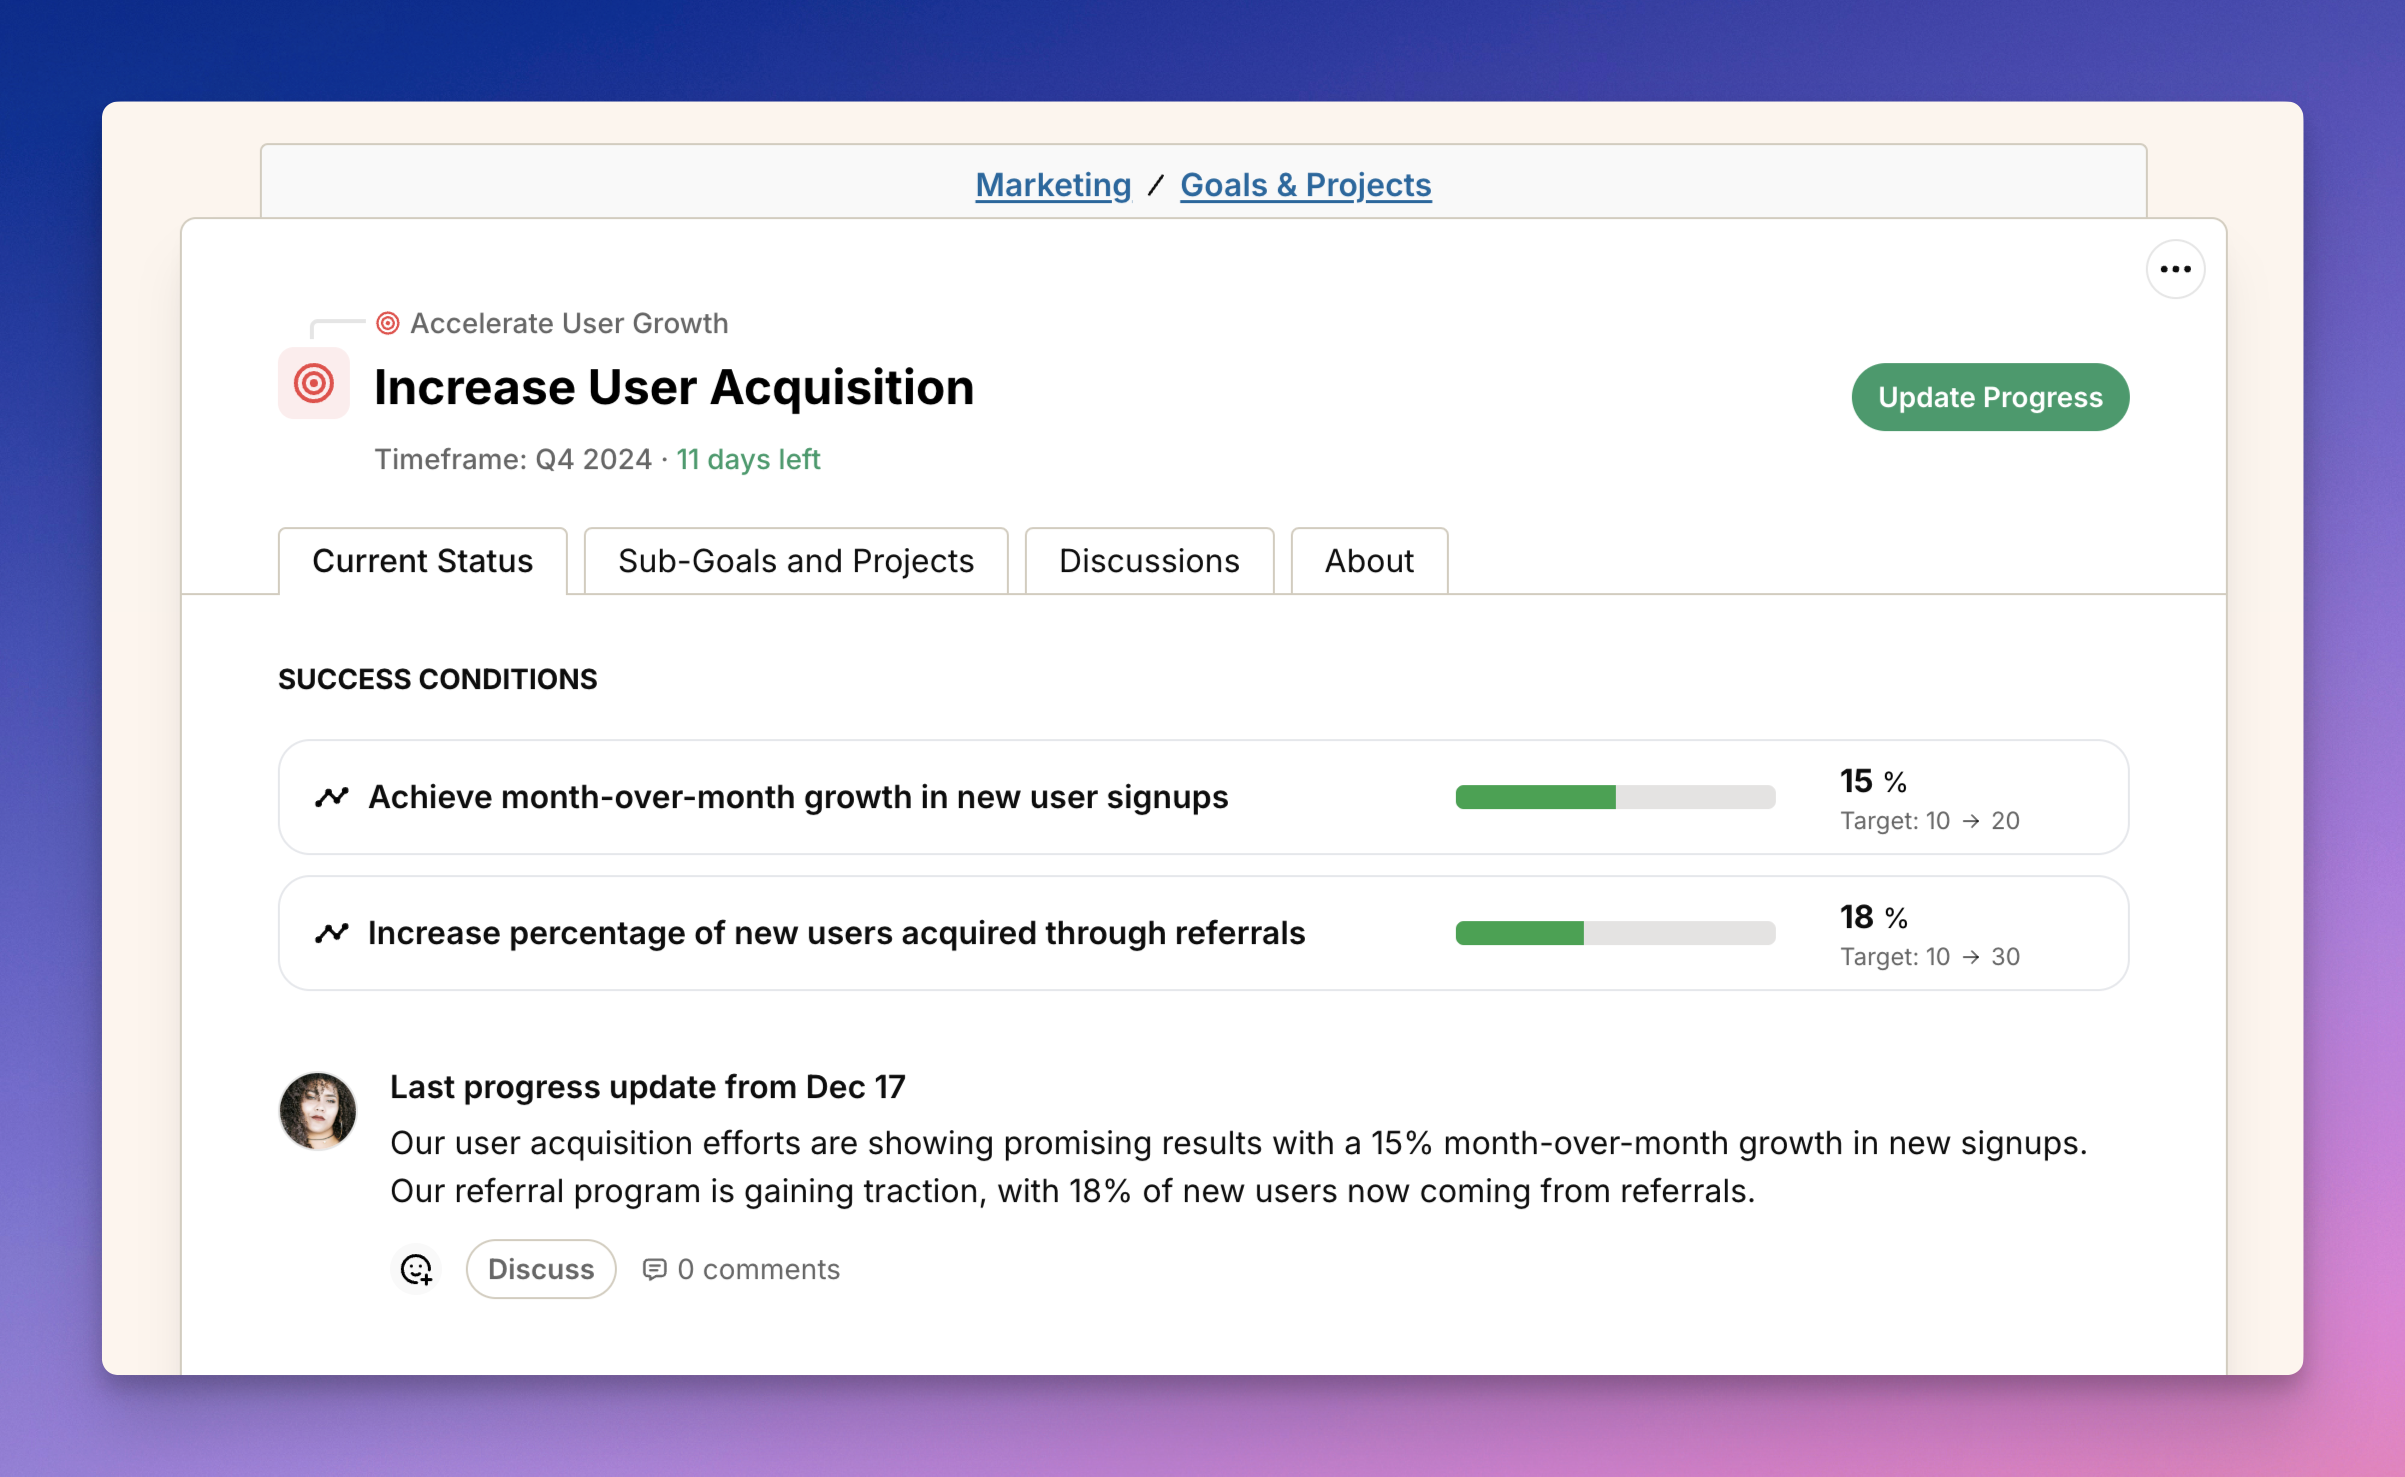 Marketing / Goals & Projects
Accelerate User Growth
Increase User Acquisition
Update Progress
Timeframe: Q4 2024 · 11 days left
Current Status
Sub-Goals and Projects
Discussions
About
SUCCESS CONDITIONS
Achieve month-over-month growth in new user signups
15 %
Target: 10 → 20
Increase percentage of new users acquired through referrals
18 %
Target: 10 → 30
Last progress update from Dec 17
Our user acquisition efforts are showing promising results with a 15% month-over-month growth in new signups.
Our referral program is gaining traction, with 18% of new users now coming from referrals.
Discuss
0 comments